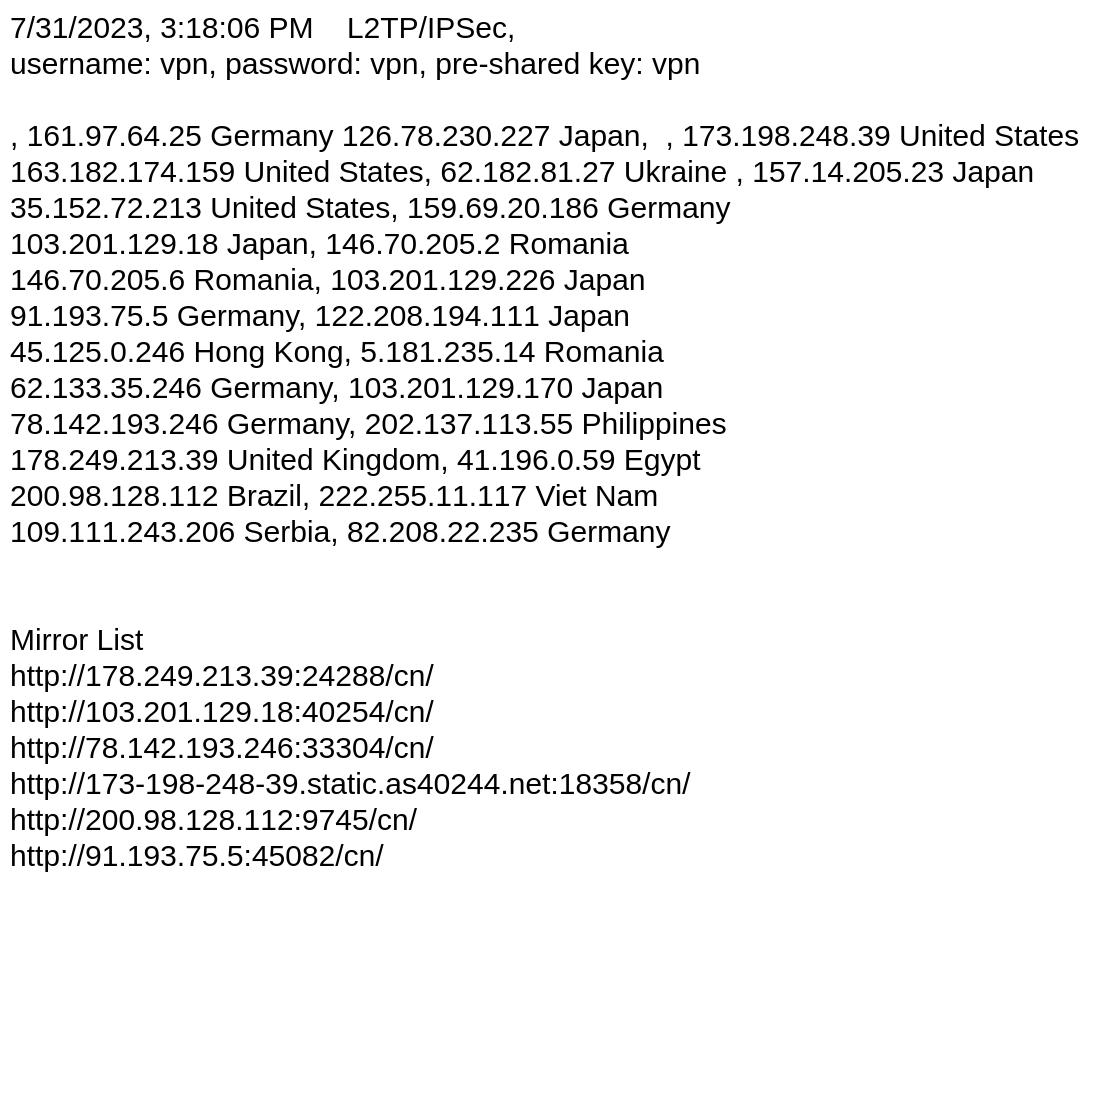 7/31/2023, 3:18:06 PM    L2TP/IPSec,
username: vpn, password: vpn, pre-shared key: vpn
, 161.97.64.25 Germany 126.78.230.227 Japan,  , 173.198.248.39 United States
163.182.174.159 United States, 62.182.81.27 Ukraine , 157.14.205.23 Japan
35.152.72.213 United States, 159.69.20.186 Germany
103.201.129.18 Japan, 146.70.205.2 Romania
146.70.205.6 Romania, 103.201.129.226 Japan
91.193.75.5 Germany, 122.208.194.111 Japan
45.125.0.246 Hong Kong, 5.181.235.14 Romania
62.133.35.246 Germany, 103.201.129.170 Japan
78.142.193.246 Germany, 202.137.113.55 Philippines
178.249.213.39 United Kingdom, 41.196.0.59 Egypt
200.98.128.112 Brazil, 222.255.11.117 Viet Nam
109.111.243.206 Serbia, 82.208.22.235 Germany
Mirror List
http://178.249.213.39:24288/cn/
http://103.201.129.18:40254/cn/
http://78.142.193.246:33304/cn/
http://173-198-248-39.static.as40244.net:18358/cn/
http://200.98.128.112:9745/cn/
http://91.193.75.5:45082/cn/